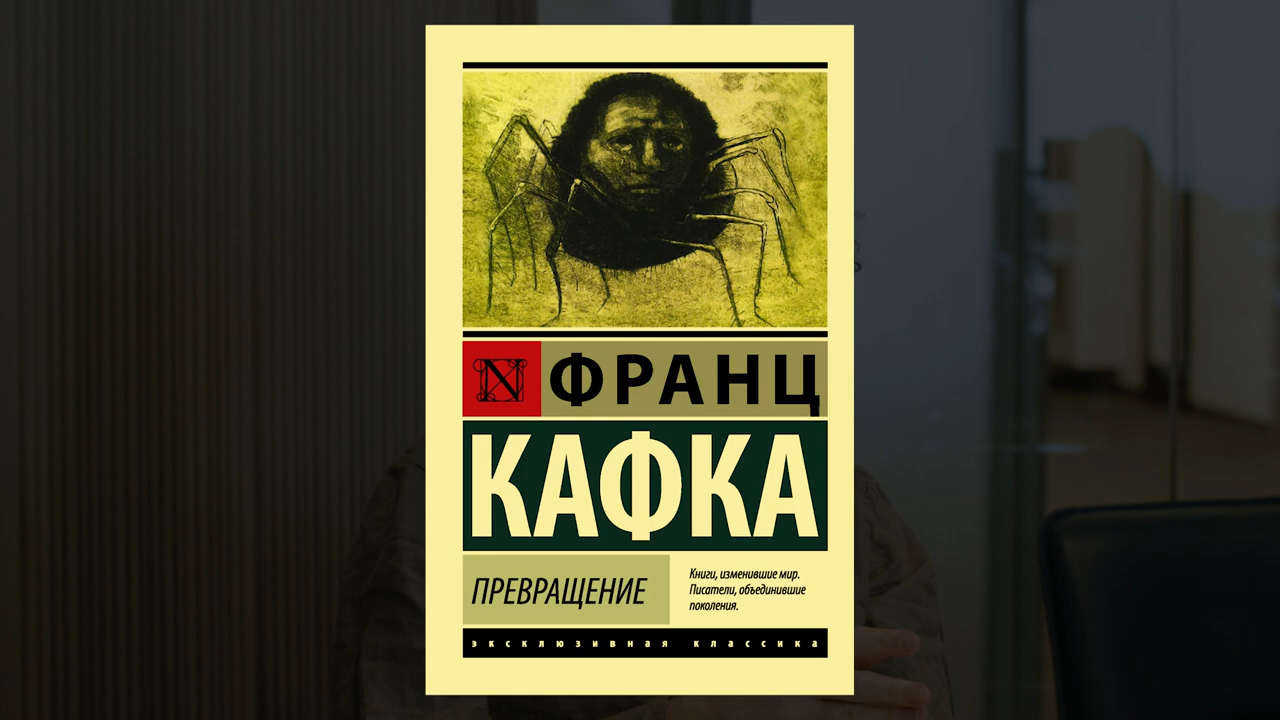 N ФРАНЦ
КАФКА
ПРЕВРАЩЕНИЕ
Книги, изменившие мир.
Писатели, объединившие
поколения.
эксклюзивная классика